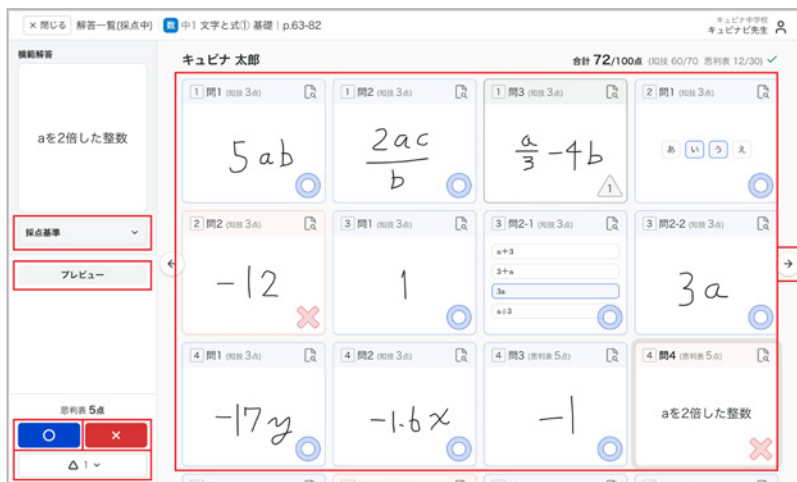 × 閉じる 解答一覧(採点中) 数 中1 文字と式① 基礎 | p.63-82
キュビナ中学校
キュビナビ先生
模範解答
aを2倍した整数
採点基準
プレビュー
思判表 5点
○ ×
△ 1
キュビナ 太郎
合計 72/100点 (知技 60/70 思判表 12/30)
1 問1 (知技 3点)
5ab
1 問2 (知技 3点)
2ac
b
1 問3 (知技 3点)
a/3 -4b
1
2 問1 (知技 3点)
あ い う え
2 問2 (知技 3点)
-12
3 問1 (知技 3点)
1
3 問2-1 (知技 3点)
a+3
3+a
3a
a÷3
3 問2-2 (知技 3点)
3a
4 問1 (知技 3点)
-17y
4 問2 (知技 3点)
-1.6x
4 問3 (思判表 5点)
-1
4 問4 (思判表 5点)
aを2倍した整数